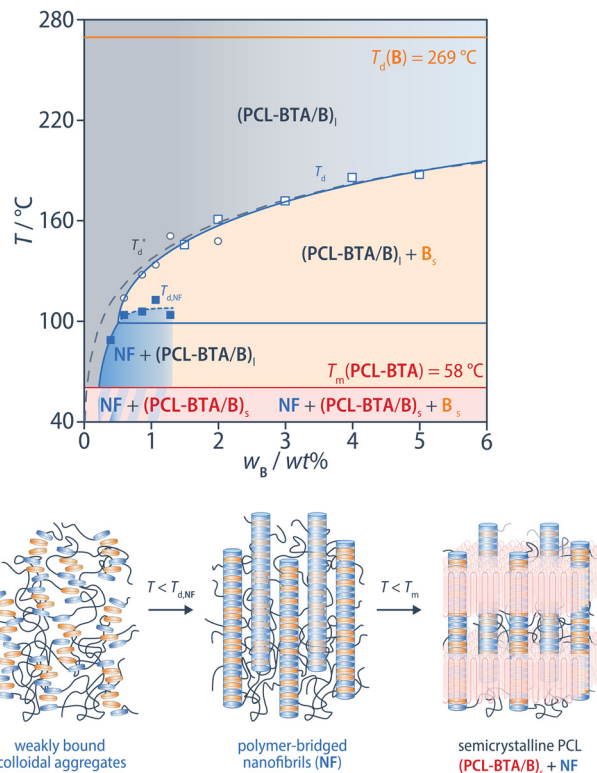 280
T_d(B) = 269 °C
(PCL-BTA/B)_l
220
T_d
T / °C
160
T_d*
(PCL-BTA/B)_l + B_s
T_d,NF
100
NF + (PCL-BTA/B)_l
T_m(PCL-BTA) = 58 °C
NF + (PCL-BTA/B)_s
NF + (PCL-BTA/B)_s + B_s
40
0 1 2 3 4 5 6
w_B / wt%
T < T_d,NF
T < T_m
weakly bound
colloidal aggregates
polymer-bridged
nanofibrils (NF)
semicrystalline PCL
(PCL-BTA/B)_s + NF